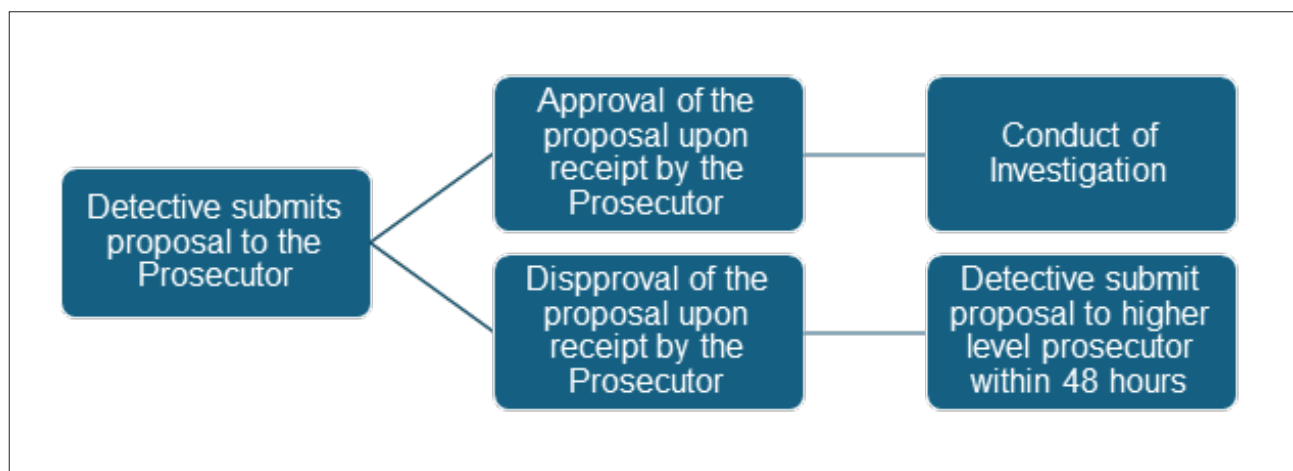 Detective submits
proposal to the
Prosecutor
Approval of the
proposal upon
receipt by the
Prosecutor
Conduct of
Investigation
Dispproval of the
proposal upon
receipt by the
Prosecutor
Detective submit
proposal to higher
level prosecutor
within 48 hours